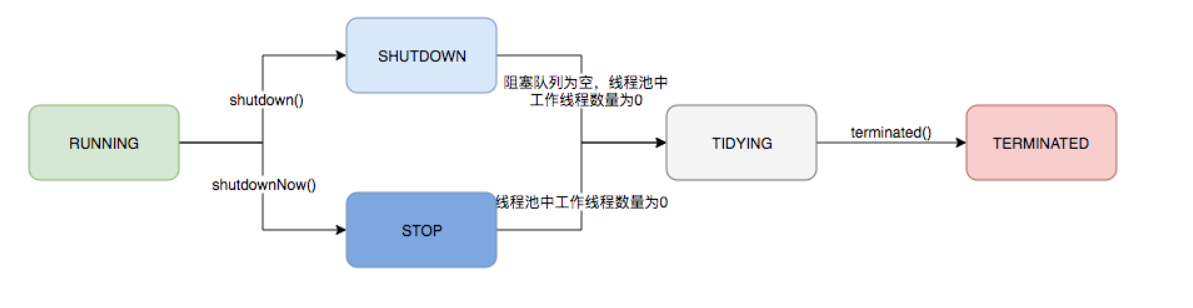 SHUTDOWN
阻塞队列为空，线程池中
工作线程数量为0
shutdown()
RUNNING
TIDYING
terminated()
TERMINATED
shutdownNow()
线程池中工作线程数量为0
STOP